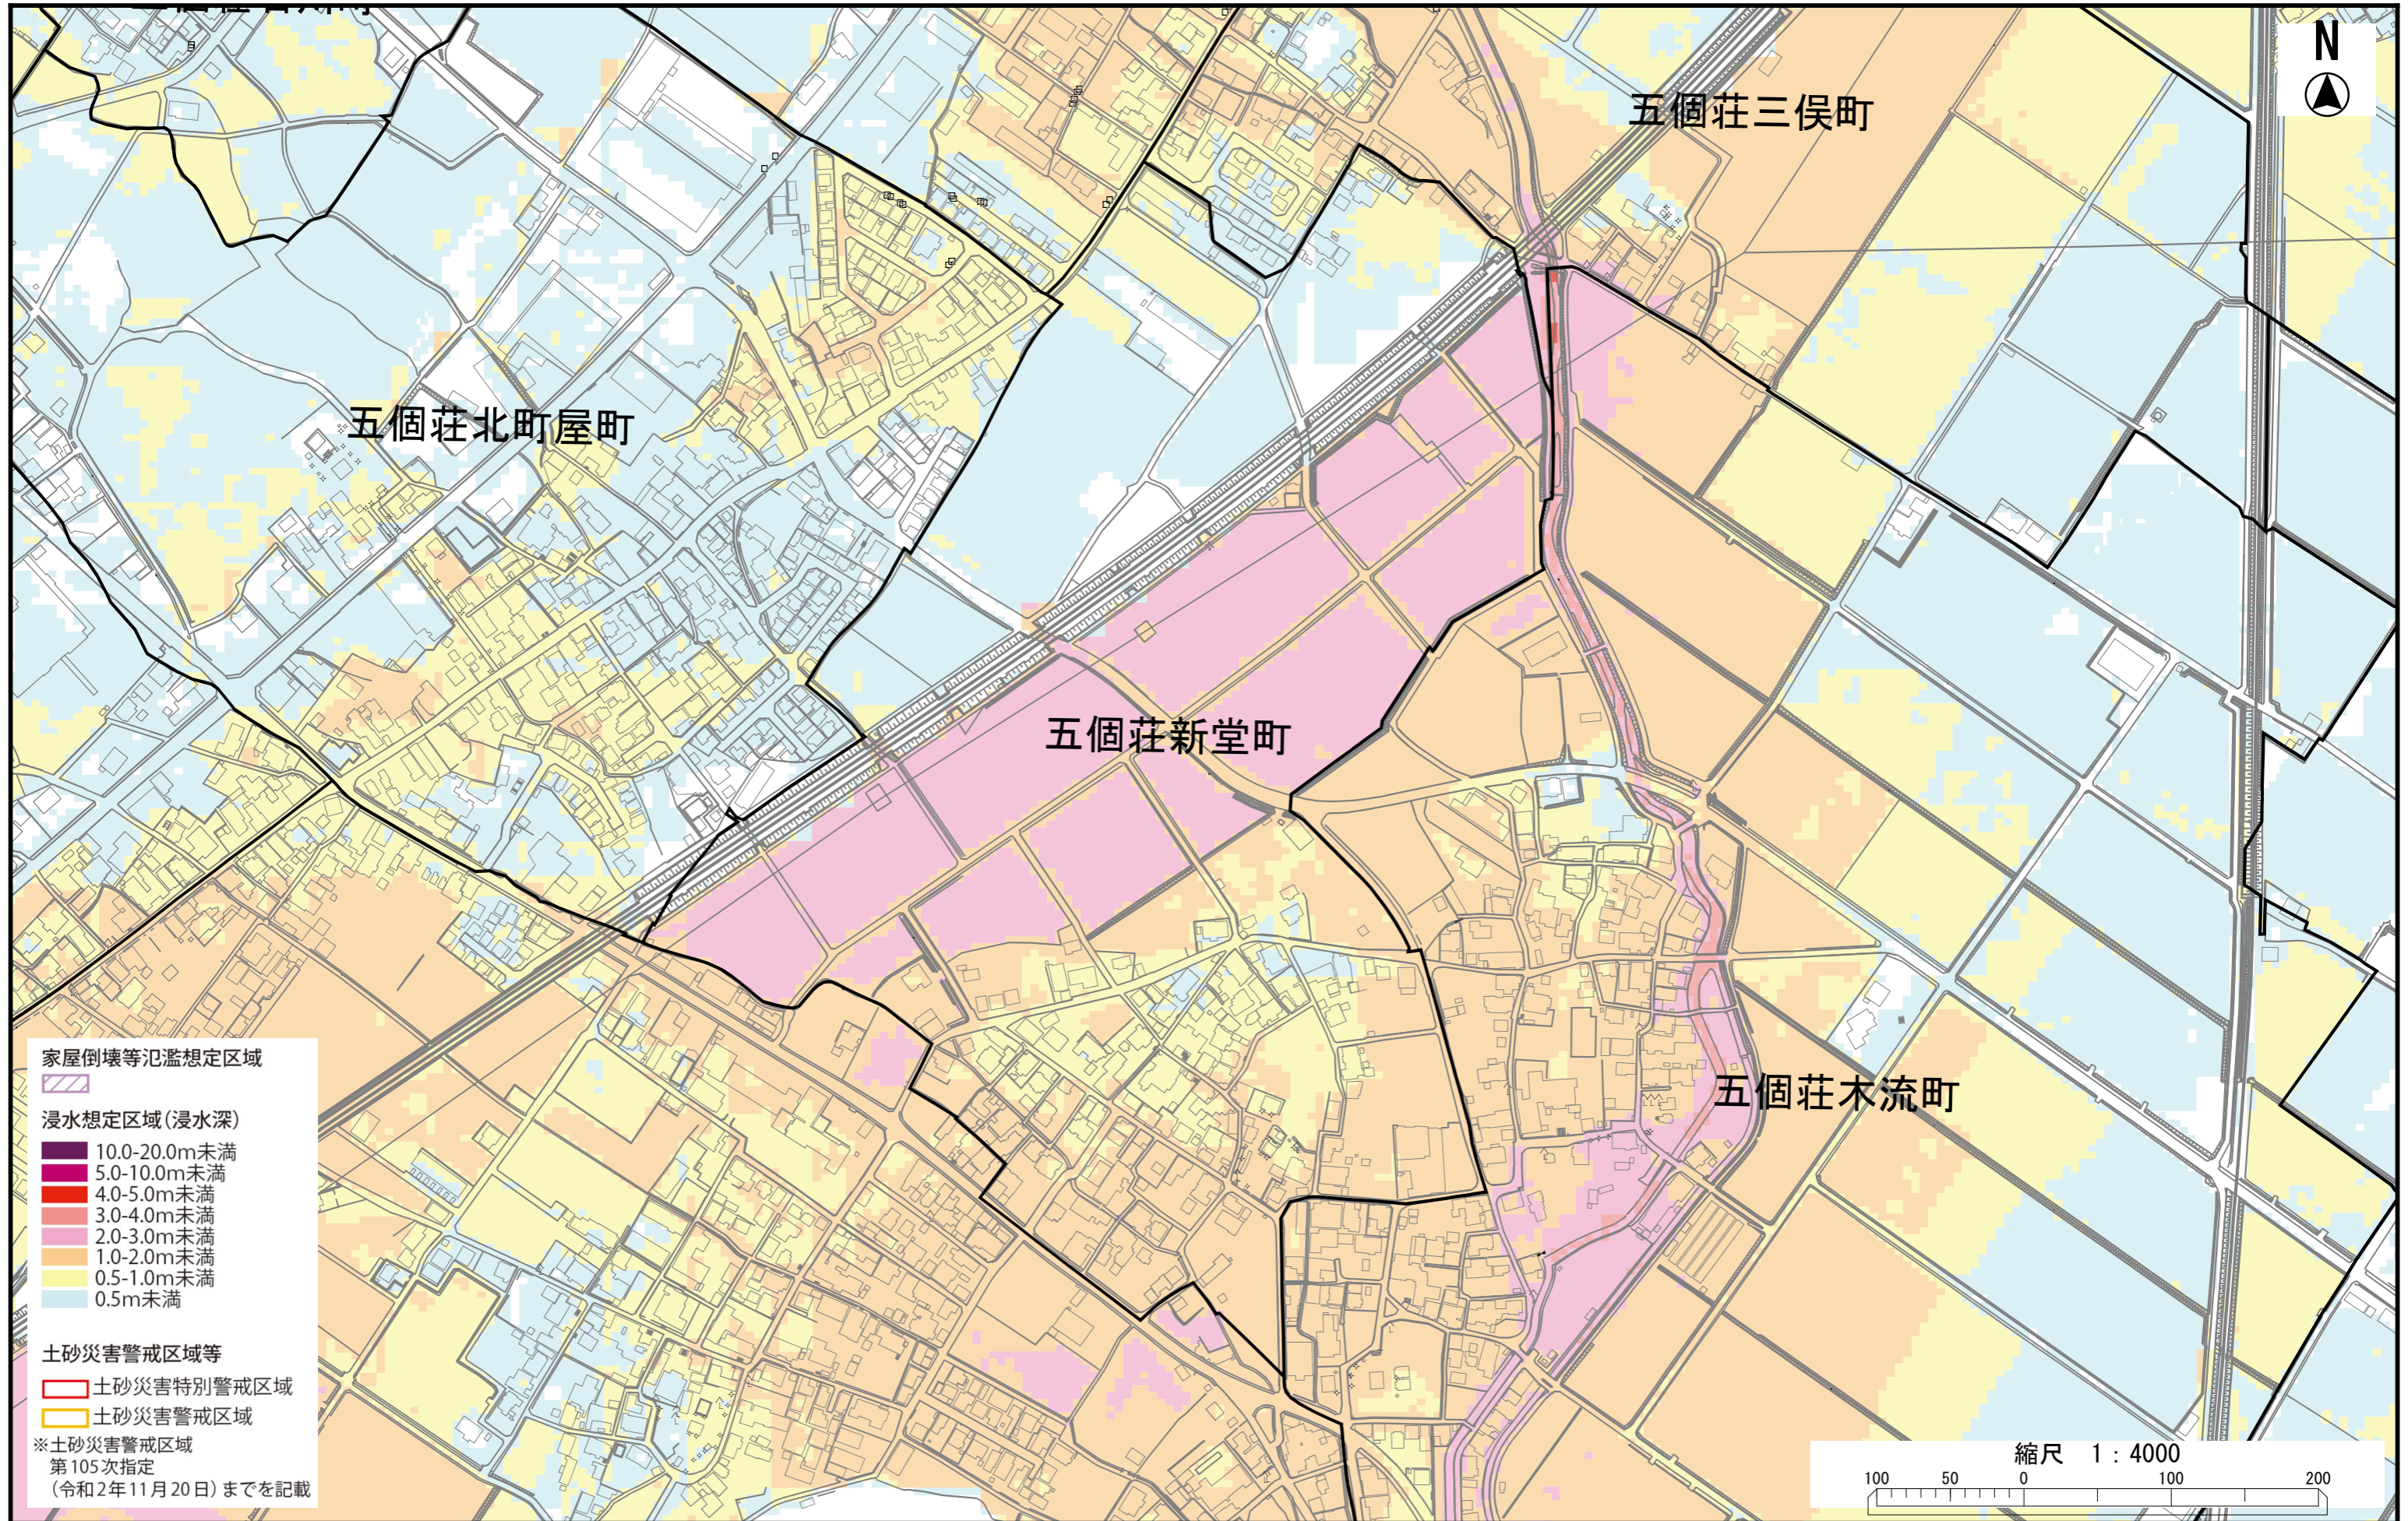 N
五個荘三俣町
五個荘北町屋町
五個荘新堂町
五個荘木流町
家屋倒壊等氾濫想定区域
浸水想定区域(浸水深)
10.0-20.0m未満
5.0-10.0m未満
4.0-5.0m未満
3.0-4.0m未満
2.0-3.0m未満
1.0-2.0m未満
0.5-1.0m未満
0.5m未満
土砂災害警戒区域等
土砂災害特別警戒区域
土砂災害警戒区域
※土砂災害警戒区域
第105次指定
(令和2年11月20日)までを記載
縮尺 1:4000
100 50 0 100 200